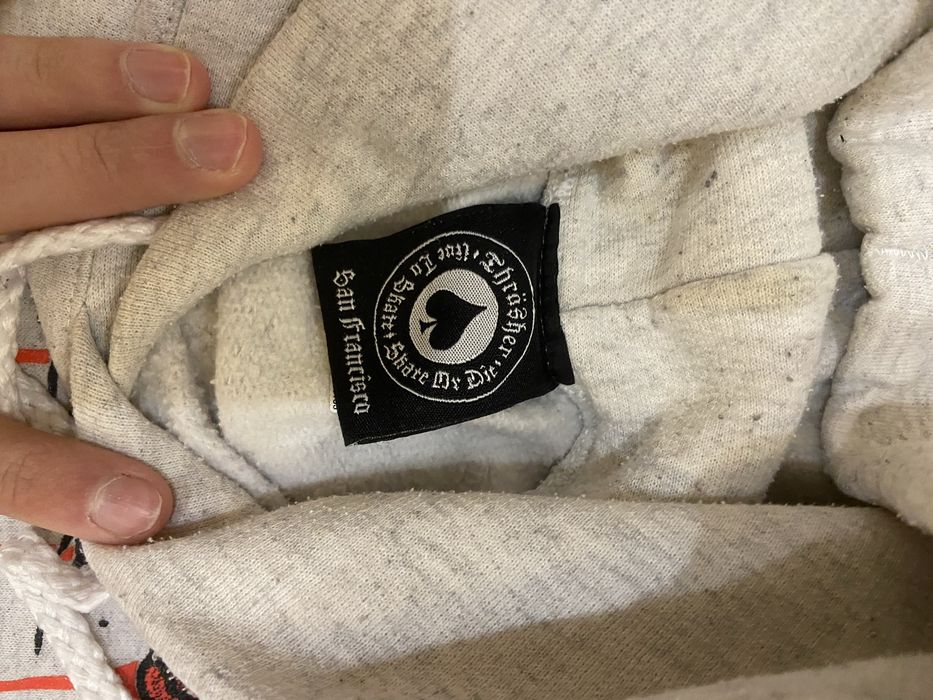 Thrasher · Skate Or Die · Live To Skate ·
San Francisco